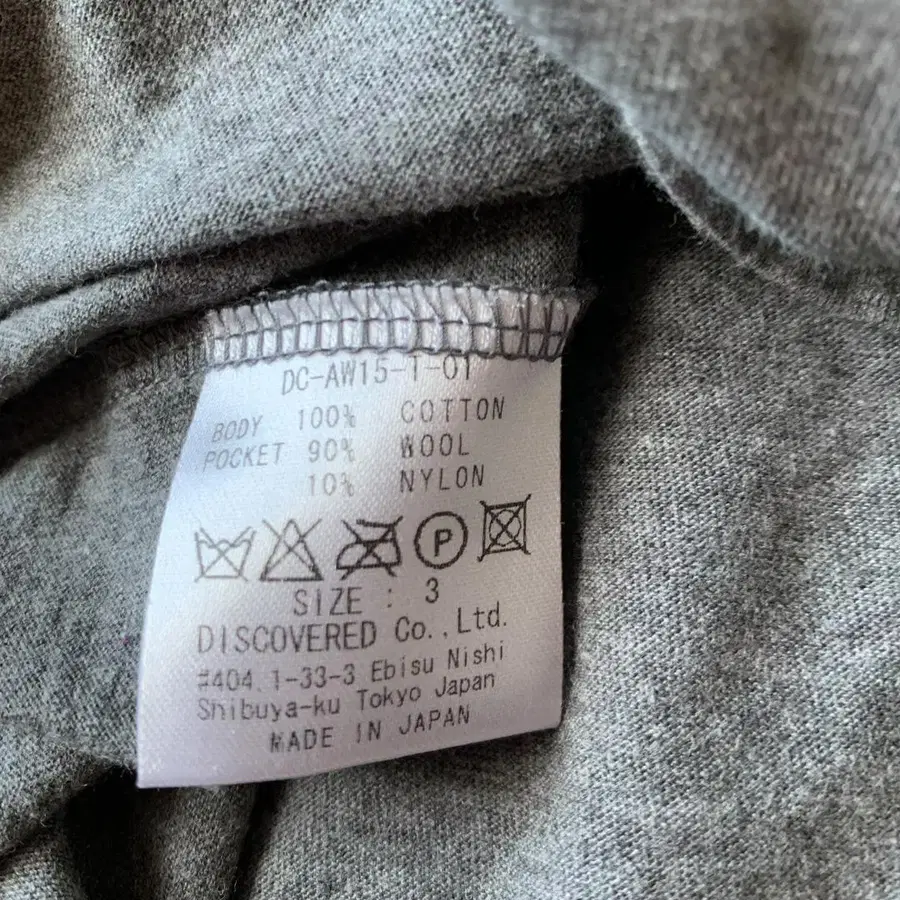 DC-AW15-T-01
BODY 100% COTTON
POCKET 90% WOOL
10% NYLON
P
SIZE : 3
DISCOVERED Co.,Ltd.
#404.1-33-3 Ebisu Nishi
Shibuya-ku Tokyo Japan
MADE IN JAPAN